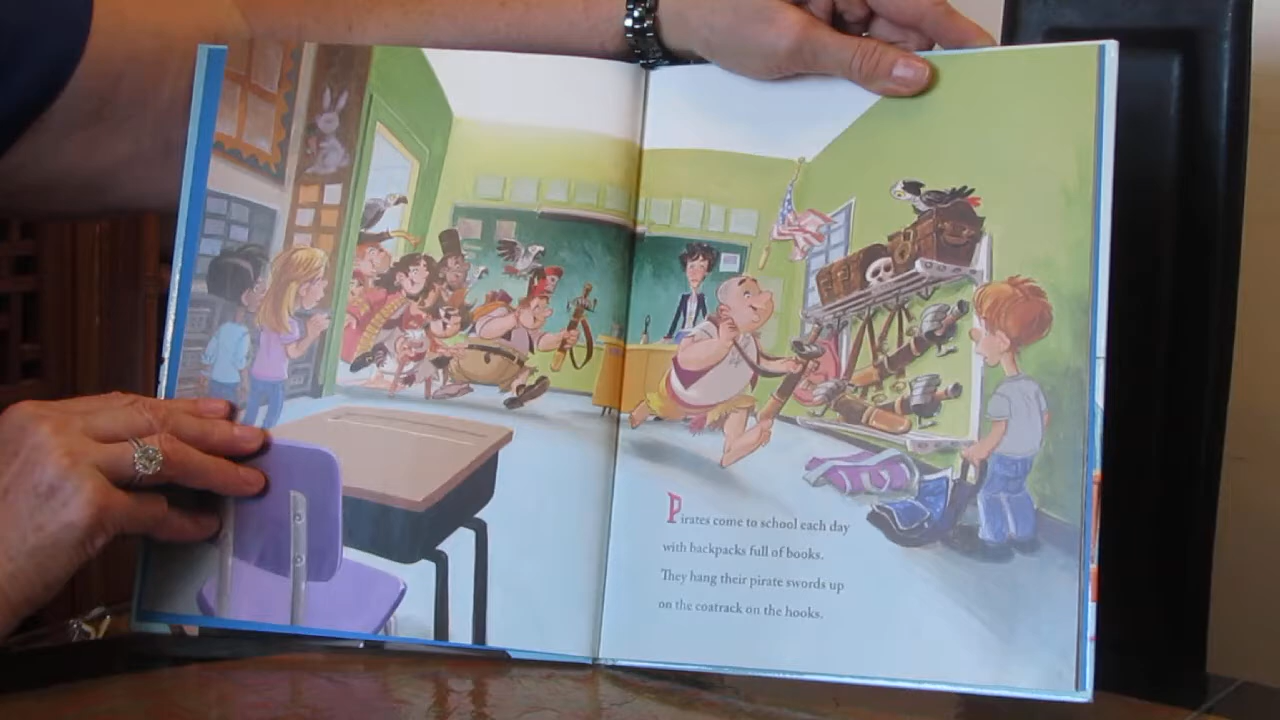 Pirates come to school each day
with backpacks full of books.
They hang their pirate swords up
on the coatrack on the hooks.